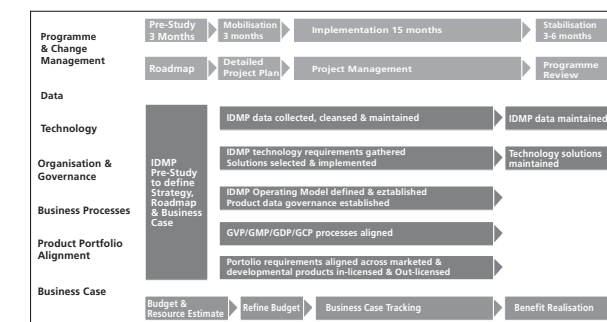 Programme
& Change
Management
Pre-Study
3 Months
Mobilisation
3 months
Implementation 15 months
Stabilisation
3-6 months
Roadmap
Detailed
Project Plan
Project Management
Programme
Review
Data
Technology
Organisation &
Governance
Business Processes
Product Portfolio
Alignment
Business Case
IDMP
Pre-Study
to define
Strategy,
Roadmap
& Business
Case
IDMP data collected, cleansed & maintained
IDMP data maintained
IDMP technology requirements gathered
Solutions selected & implemented
Technology solutions
maintained
IDMP Operating Model defined & eztablished
Product data governance established
GVP/GMP/GDP/GCP processes aligned
Portolio requirements aligned across marketed &
developmental products in-licensed & Out-licensed
Budget &
Resource Estimate
Refine Budget
Business Case Tracking
Benefit Realisation